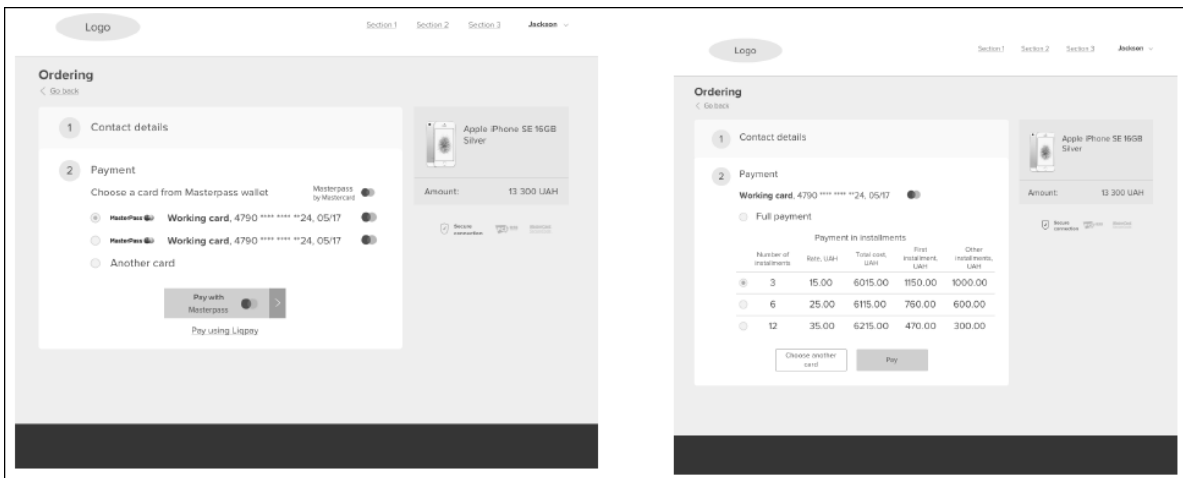 Logo
Section 1 Section 2 Section 3 Jackson
Ordering
Go back
1 Contact details
2 Payment
Choose a card from Masterpass wallet
Masterpass
by Mastercard
MasterPass Working card, 4790 **** **** **24, 05/17
MasterPass Working card, 4790 **** **** **24, 05/17
Another card
Pay with
Masterpass
Pay using Liqpay
Apple iPhone SE 16GB
Silver
Amount: 13 300 UAH
Secure
connection
Logo
Section 1 Section 2 Section 3 Jackson
Ordering
Go back
1 Contact details
2 Payment
Working card, 4790 **** **** **24, 05/17
Full payment
Payment in installments
Number of
installments
Rate, UAH
Total cost,
UAH
First
installment,
UAH
Other
installments,
UAH
3 15.00 6015.00 1150.00 1000.00
6 25.00 6115.00 760.00 600.00
12 35.00 6215.00 470.00 300.00
Choose another
card
Pay
Apple iPhone SE 16GB
Silver
Amount: 13 300 UAH
Secure
connection